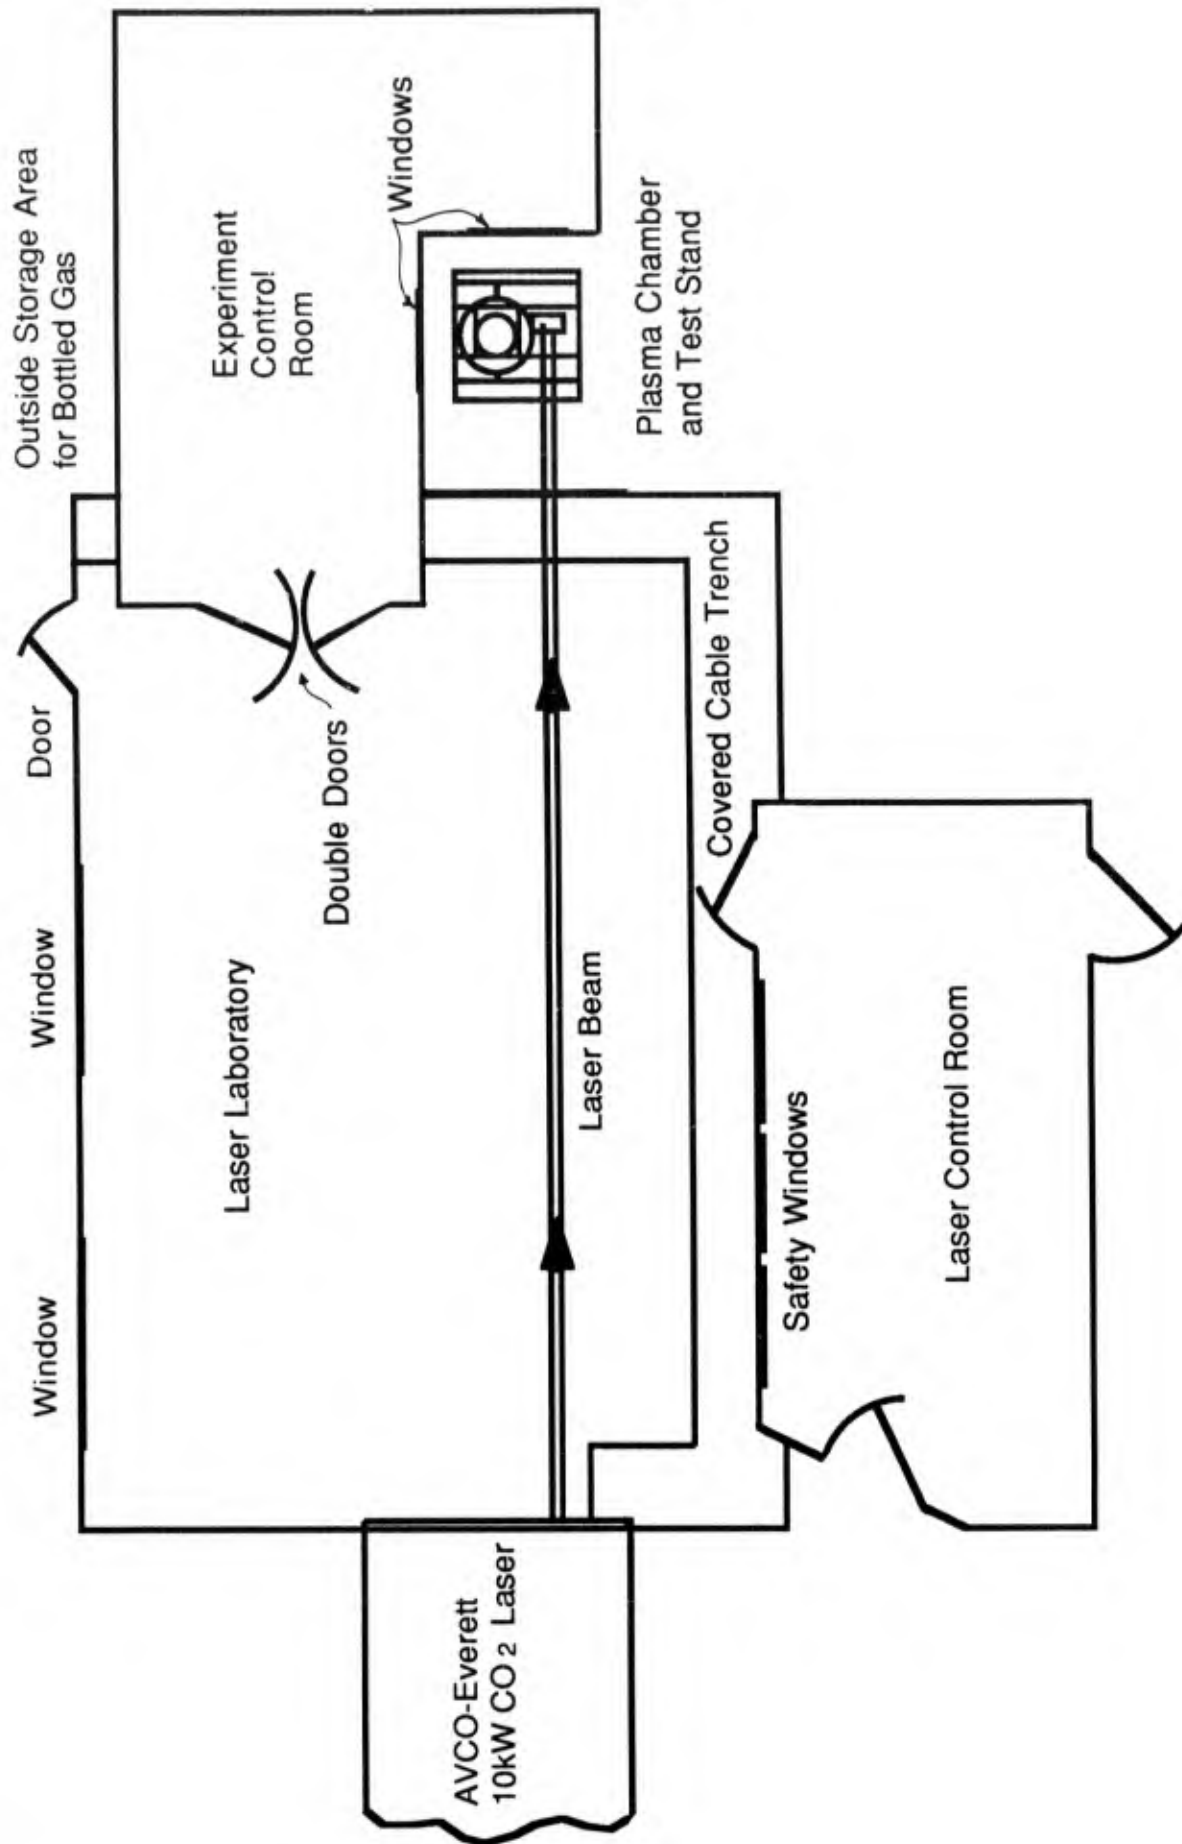 Outside Storage Area
for Bottled Gas
Door
Window
Window
Experiment
Control
Room
Windows
Double Doors
Laser Laboratory
Plasma Chamber
and Test Stand
Covered Cable Trench
Laser Beam
Safety Windows
Laser Control Room
AVCO-Everett
10kW CO2 Laser